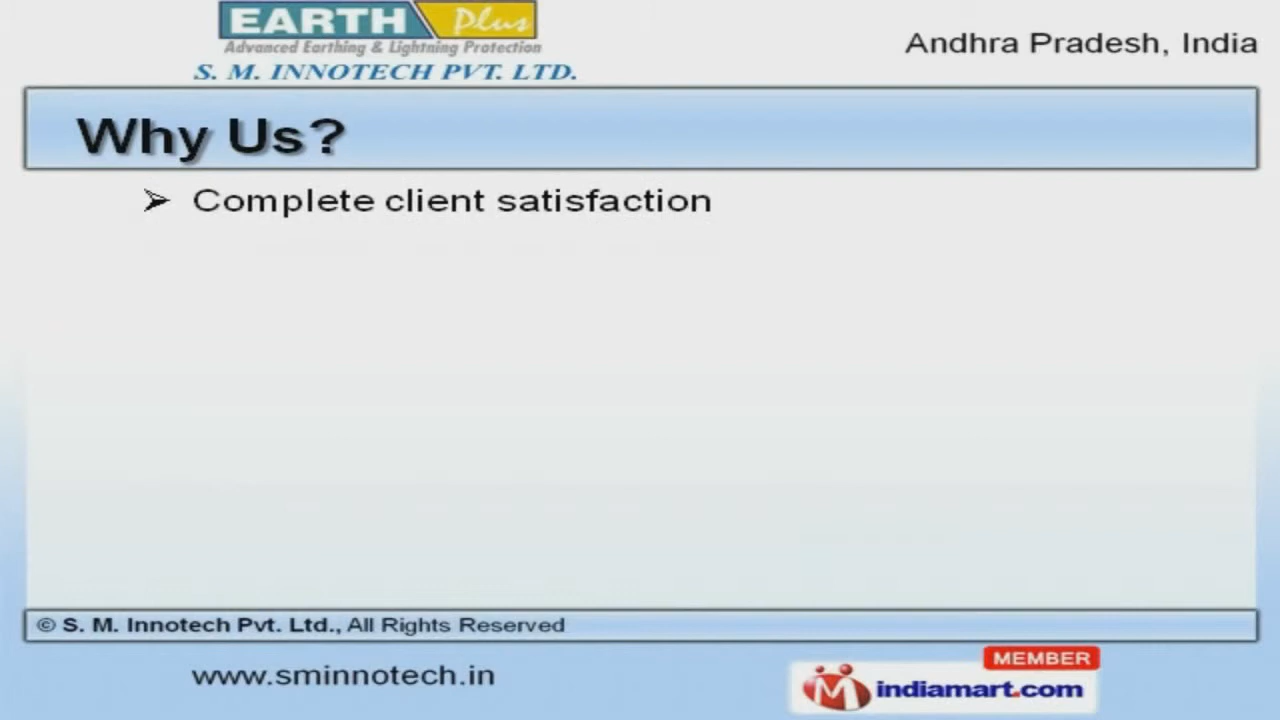 EARTH Plus
Advanced Earthing & Lightning Protection
S. M. INNOTECH PVT. LTD.
Andhra Pradesh, India
Why Us?
➢ Complete client satisfaction
© S. M. Innotech Pvt. Ltd., All Rights Reserved
www.sminnotech.in
MEMBER
indiamart.com